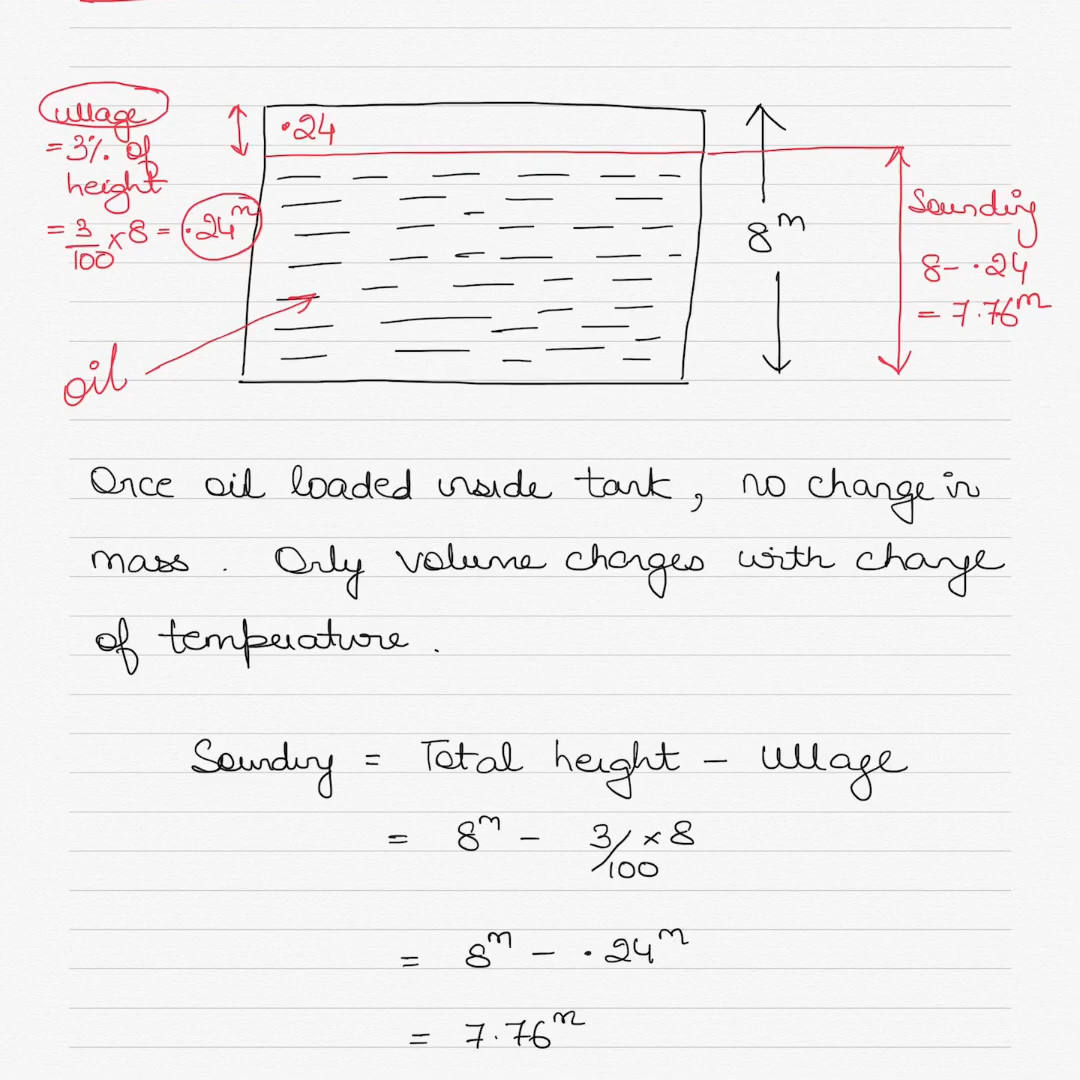 ullage
= 3% of
height
= 3/100 x 8 = .24m
.24
8m
Sounding
8 - .24
= 7.76m
oil
Once oil loaded inside tank, no change in
mass. Only volume changes with change
of temperature.
Sounding = Total height - Ullage
= 8m - 3/100 x 8
= 8m - .24m
= 7.76m